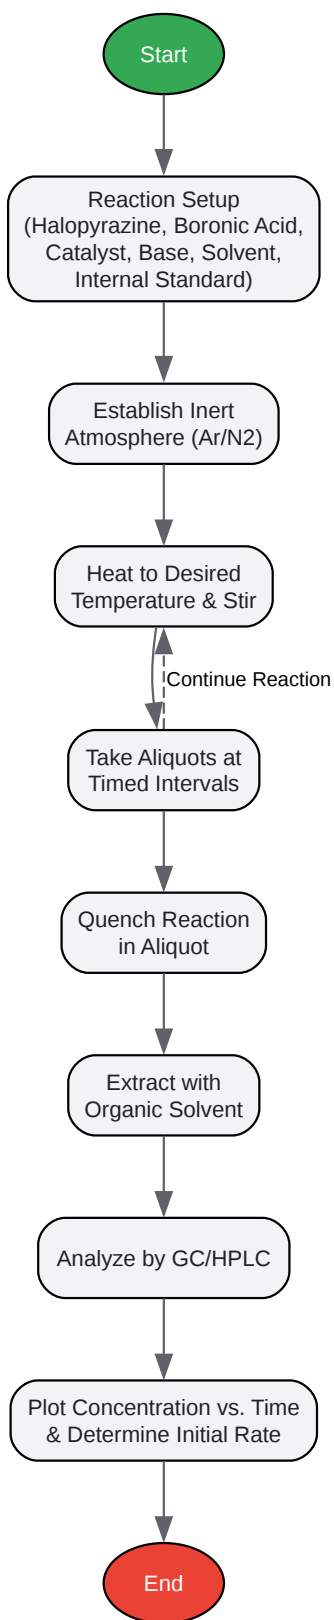 Start
Reaction Setup
(Halopyrazine, Boronic Acid,
Catalyst, Base, Solvent,
Internal Standard)
Establish Inert
Atmosphere (Ar/N2)
Heat to Desired
Temperature & Stir
Continue Reaction
Take Aliquots at
Timed Intervals
Quench Reaction
in Aliquot
Extract with
Organic Solvent
Analyze by GC/HPLC
Plot Concentration vs. Time
& Determine Initial Rate
End